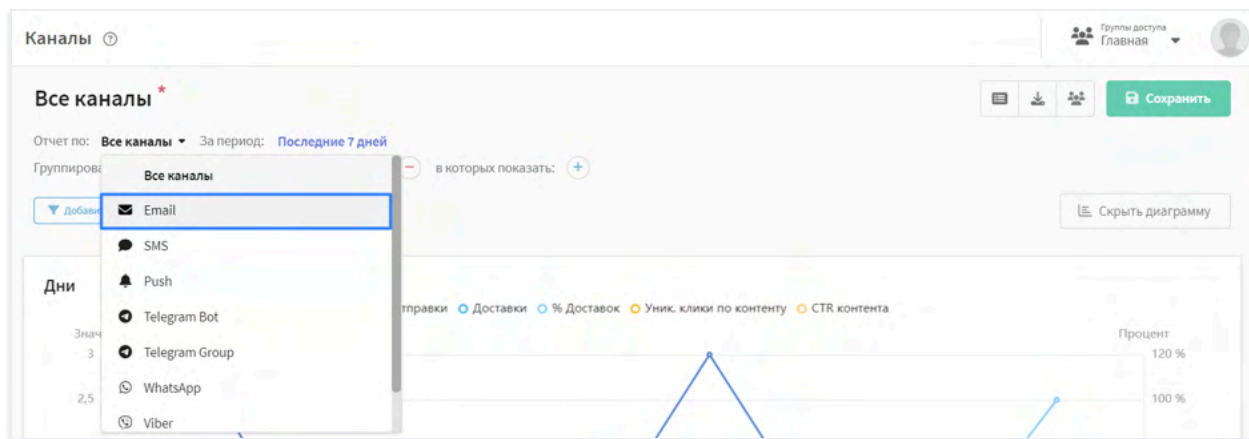 Каналы
Группы доступа
Главная
Все каналы *
Сохранить
Отчет по: Все каналы За период: Последние 7 дней
в которых показать:
Все каналы
Email
SMS
Push
Telegram Bot
Telegram Group
WhatsApp
Viber
Скрыть диаграмму
Дни
Доставки % Доставок Уник. клики по контенту CTR контента
Процент
3 120 %
2,5 100 %